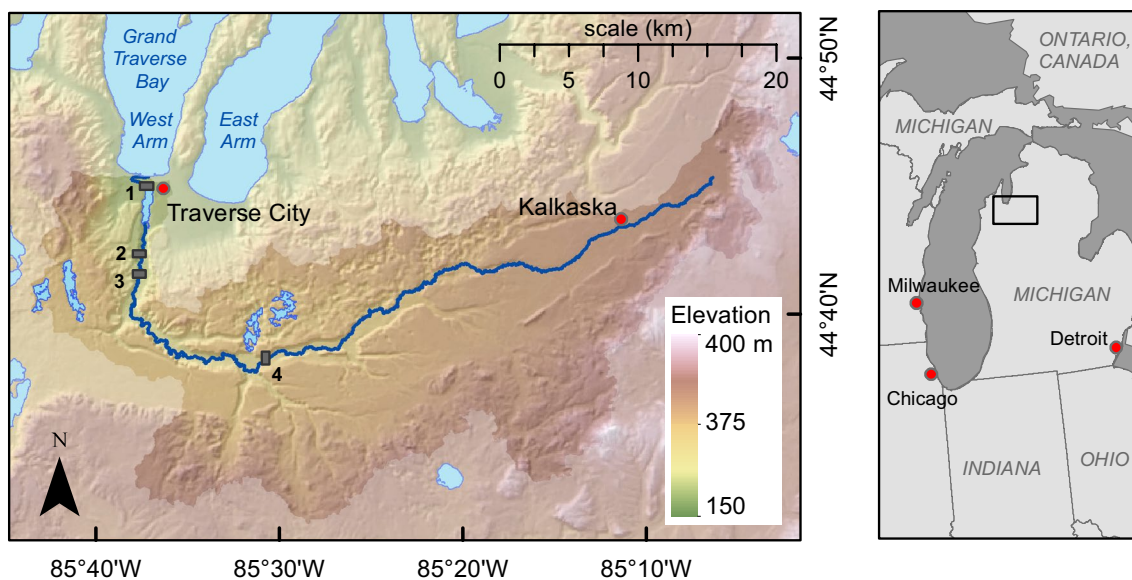 Grand
Traverse
Bay
West
Arm
East
Arm
scale (km)
0 5 10 20
1
Traverse City
2
3
4
Kalkaska
Elevation
400 m
375
150
N
44°50'N
44°40'N
85°40'W 85°30'W 85°20'W 85°10'W
ONTARIO,
CANADA
MICHIGAN
Milwaukee
MICHIGAN
Detroit
Chicago
INDIANA
OHIO